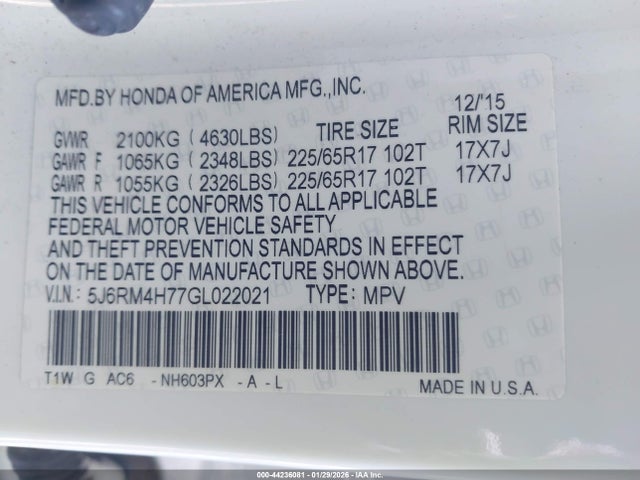 MFD.BY HONDA OF AMERICA MFG.,INC.
12/'15
GVWR 2100KG ( 4630LBS) TIRE SIZE RIM SIZE
GAWR F 1065KG ( 2348LBS) 225/65R17 102T 17X7J
GAWR R 1055KG ( 2326LBS) 225/65R17 102T 17X7J
THIS VEHICLE CONFORMS TO ALL APPLICABLE
FEDERAL MOTOR VEHICLE SAFETY
AND THEFT PREVENTION STANDARDS IN EFFECT
ON THE DATE OF MANUFACTURE SHOWN ABOVE.
V.I.N: 5J6RM4H77GL022021 TYPE: MPV
T1W G AC6 - NH603PX - A - L MADE IN U.S.A.
000-44236081 - 01/29/2026 - IAA Corp.